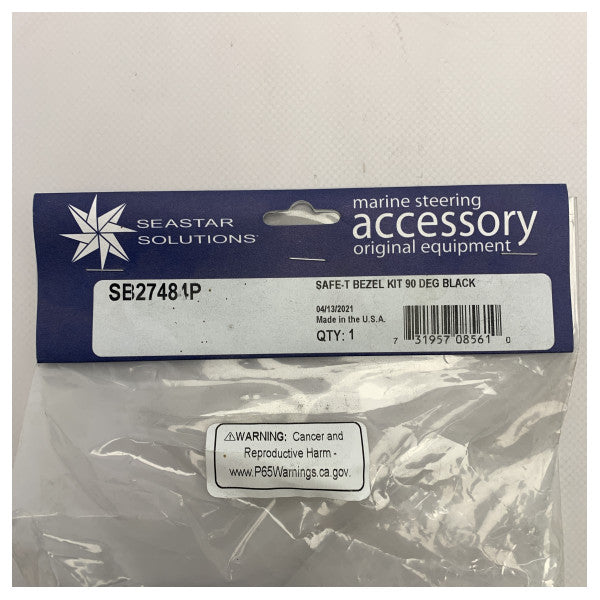 SEASTAR
SOLUTIONS
marine steering
accessory
original equipment
SB27484P
SAFE-T BEZEL KIT 90 DEG BLACK
04/13/2021
Made in the U.S.A.
QTY: 1
7 31957 08561 0
⚠WARNING: Cancer and
Reproductive Harm -
www.P65Warnings.ca.gov.